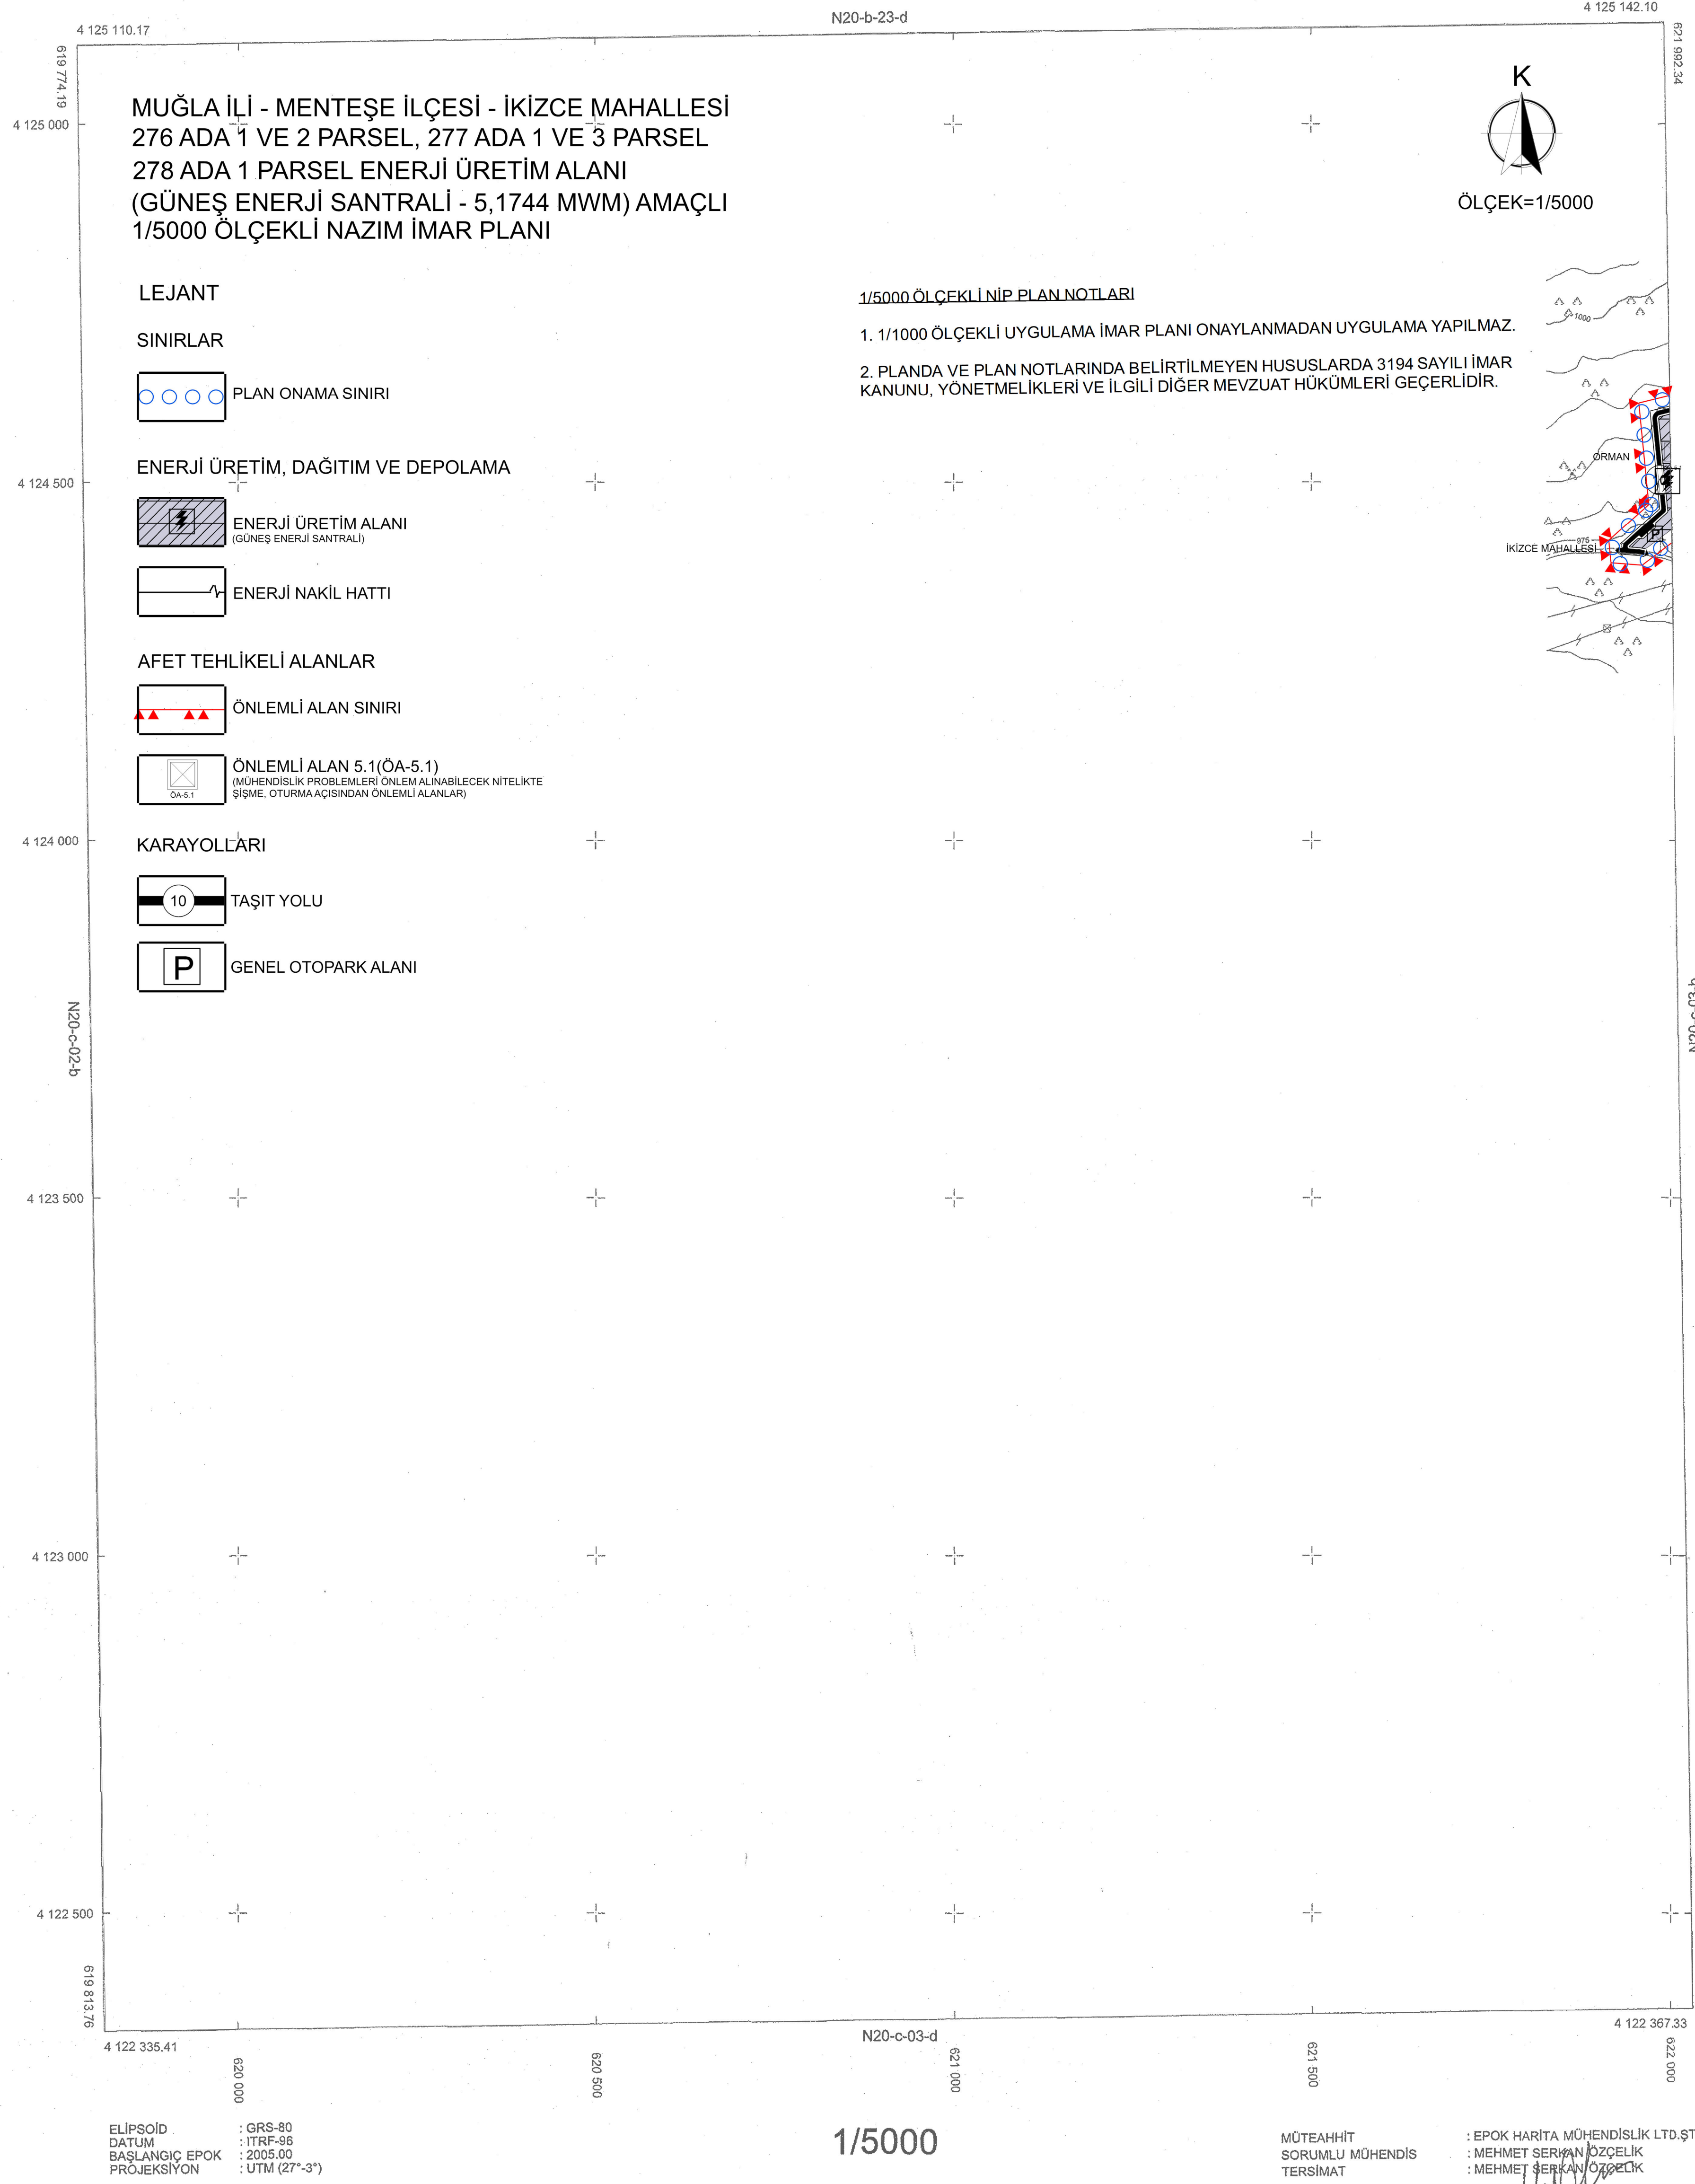 4 125 110.17
N20-b-23-d
4 125 142.10
619 774.19
621 992.34
4 125 000
MUĞLA İLİ - MENTEŞE İLÇESİ - İKİZCE MAHALLESİ
276 ADA 1 VE 2 PARSEL, 277 ADA 1 VE 3 PARSEL
278 ADA 1 PARSEL ENERJİ ÜRETİM ALANI
(GÜNEŞ ENERJİ SANTRALİ - 5,1744 MWM) AMAÇLI
1/5000 ÖLÇEKLİ NAZIM İMAR PLANI
K
ÖLÇEK=1/5000
LEJANT
SINIRLAR
PLAN ONAMA SINIRI
ENERJİ ÜRETİM, DAĞITIM VE DEPOLAMA
4 124 500
ENERJİ ÜRETİM ALANI
(GÜNEŞ ENERJİ SANTRALİ)
ENERJİ NAKİL HATTI
AFET TEHLİKELİ ALANLAR
ÖNLEMLİ ALAN SINIRI
ÖNLEMLİ ALAN 5.1(ÖA-5.1)
(MÜHENDİSLİK PROBLEMLERİ ÖNLEM ALINABİLECEK NİTELİKTE
ŞİŞME, OTURMA AÇISINDAN ÖNLEMLİ ALANLAR)
ÖA-5.1
4 124 000
KARAYOLLARI
10
TAŞIT YOLU
P
GENEL OTOPARK ALANI
1/5000 ÖLÇEKLİ NİP PLAN NOTLARI
1. 1/1000 ÖLÇEKLİ UYGULAMA İMAR PLANI ONAYLANMADAN UYGULAMA YAPILMAZ.
2. PLANDA VE PLAN NOTLARINDA BELİRTİLMEYEN HUSUSLARDA 3194 SAYILI İMAR
KANUNU, YÖNETMELİKLERİ VE İLGİLİ DİĞER MEVZUAT HÜKÜMLERİ GEÇERLİDİR.
1000
ORMAN
P
975
İKİZCE MAHALLESİ
N20-c-02-b
4 123 500
4 123 000
4 122 500
619 813.76
4 122 335.41
N20-c-03-d
4 122 367.33
620 000
620 500
621 000
621 500
622 000
ELİPSOİD : GRS-80
DATUM : ITRF-96
BAŞLANGIÇ EPOK : 2005.00
PROJEKSİYON : UTM (27°-3°)
1/5000
MÜTEAHHİT : EPOK HARİTA MÜHENDİSLİK LTD.ŞT
SORUMLU MÜHENDİS : MEHMET SERKAN ÖZÇELİK
TERSİMAT : MEHMET SERKAN ÖZÇELİK